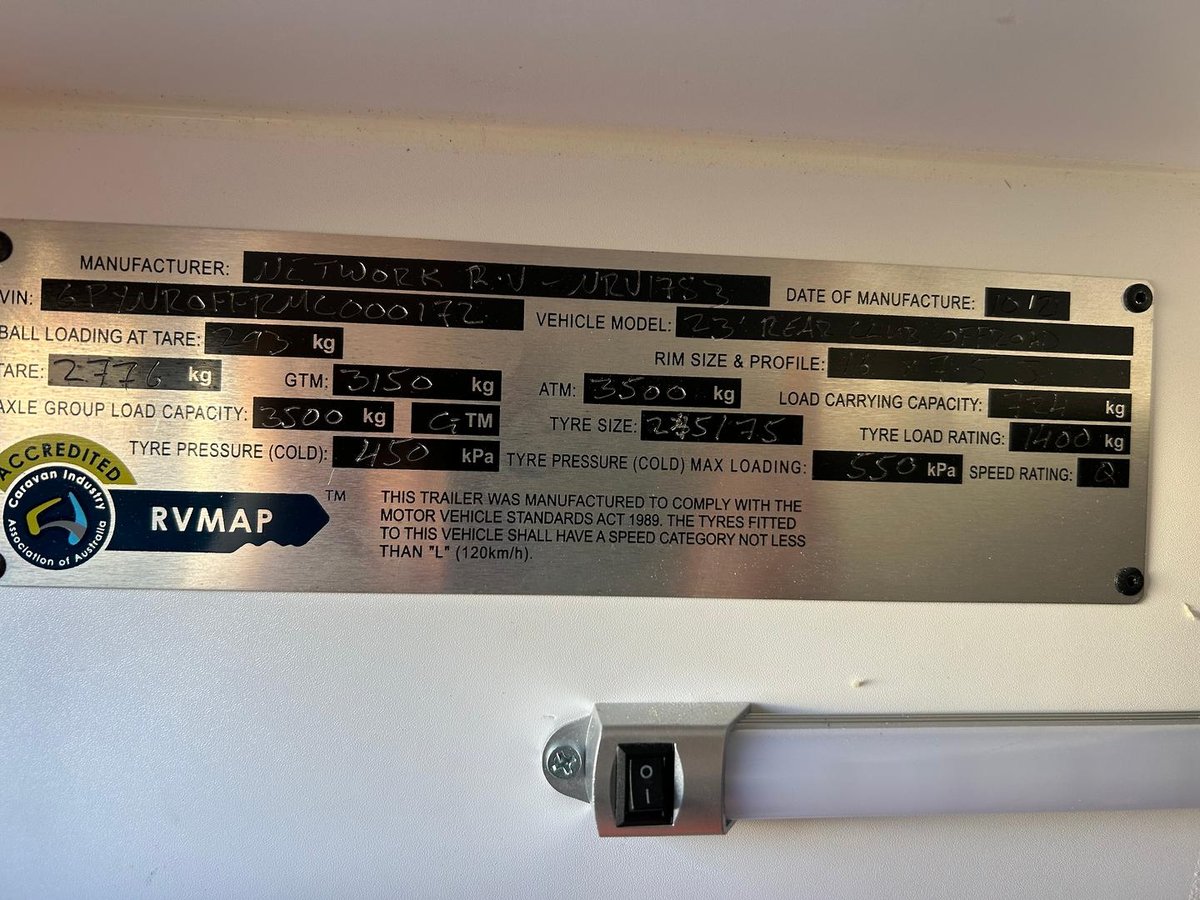 MANUFACTURER: NETWORK R.V - NRV1753
DATE OF MANUFACTURE:
VIN: 6PYNROFFRMC000172
VEHICLE MODEL: 23' REAR CLUB OFFROAD
BALL LOADING AT TARE: 293 kg
RIM SIZE & PROFILE:
TARE: 2776 kg GTM: 3150 kg ATM: 3500 kg LOAD CARRYING CAPACITY: 724 kg
AXLE GROUP LOAD CAPACITY: 3500 kg GTM TYRE SIZE: 245/75 TYRE LOAD RATING: 1400 kg
TYRE PRESSURE (COLD): 450 kPa TYRE PRESSURE (COLD) MAX LOADING: 550 kPa SPEED RATING: Q
ACCREDITED
Caravan Industry
Association of Australia
RVMAP ™
THIS TRAILER WAS MANUFACTURED TO COMPLY WITH THE
MOTOR VEHICLE STANDARDS ACT 1989. THE TYRES FITTED
TO THIS VEHICLE SHALL HAVE A SPEED CATEGORY NOT LESS
THAN "L" (120km/h).
O
I